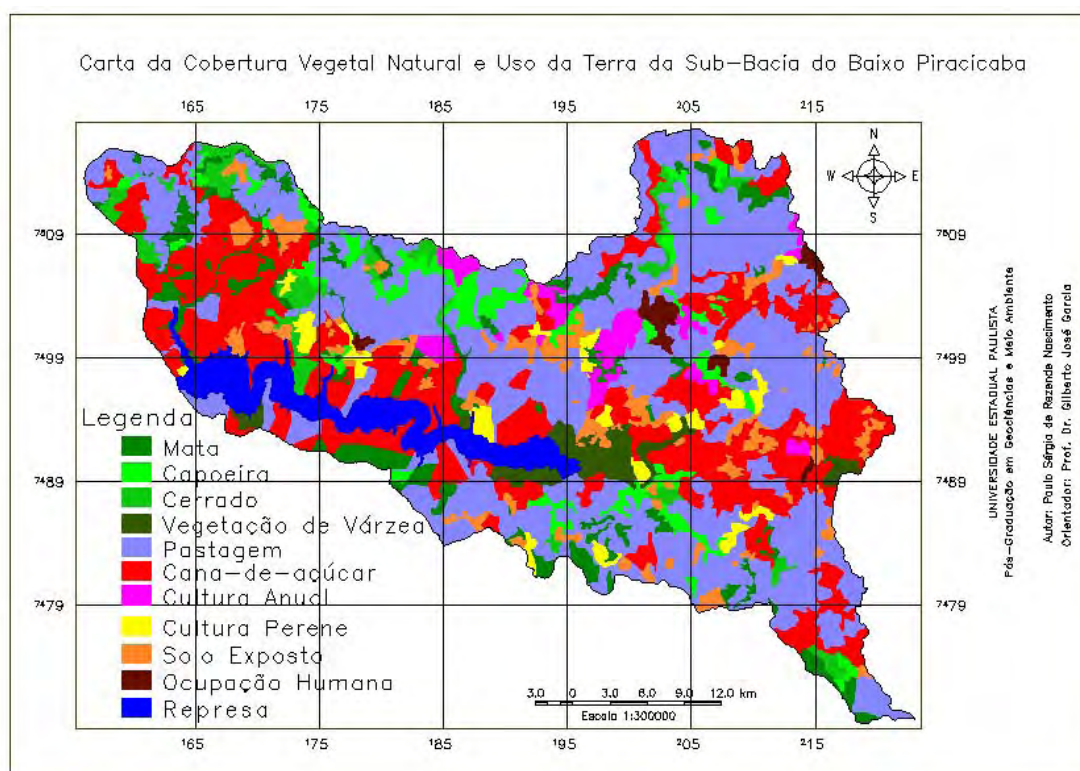 Carta da Cobertura Vegetal Natural e Uso da Terra da Sub-Bacia do Baixo Piracicaba
165 175 185 195 205 215
N
W E
S
7509 7509
7499 7499
7489 7489
7479 7479
Legenda
Mata
Capoeira
Cerrado
Vegetação de Várzea
Pastagem
Cana-de-açúcar
Cultura Anual
Cultura Perene
Solo Exposto
Ocupação Humana
Represa
3.0 0 3.0 6.0 9.0 12.0 km
Escala 1:300000
165 175 185 195 205 215
UNIVERSIDADE ESTADUAL PAULISTA
Pós-Graduação em Geociências e Meio Ambiente
Autor: Paulo Sérgio de Rezende Nascimento
Orientador: Prof. Dr. Gilberto José Garcia